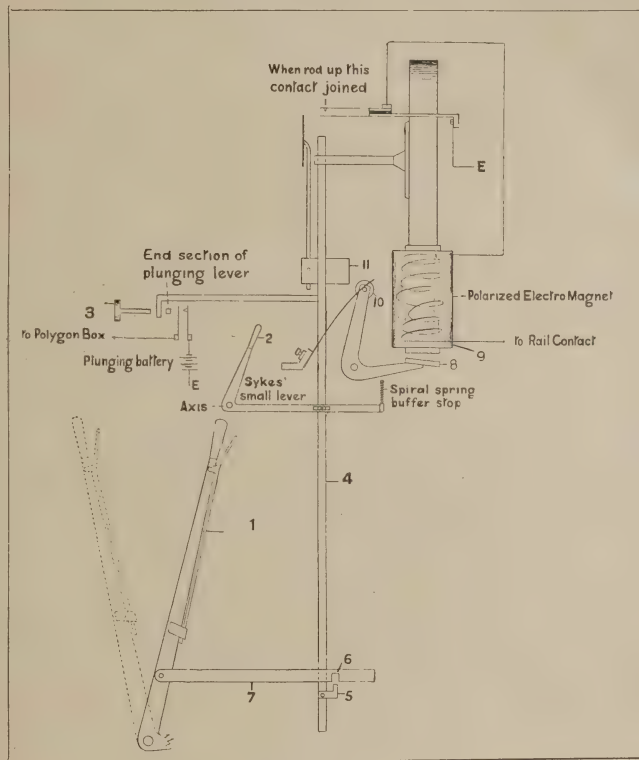 When rod up this
contact joined
E
End section of
plunging lever
11
3
10
Polarized Electro Magnet
to Polygon Box
to Rail Contact
9
2
8
Plunging battery
Sykes'
small lever
Spiral spring
buffer stop
E
Axis
4
1
6
7
5